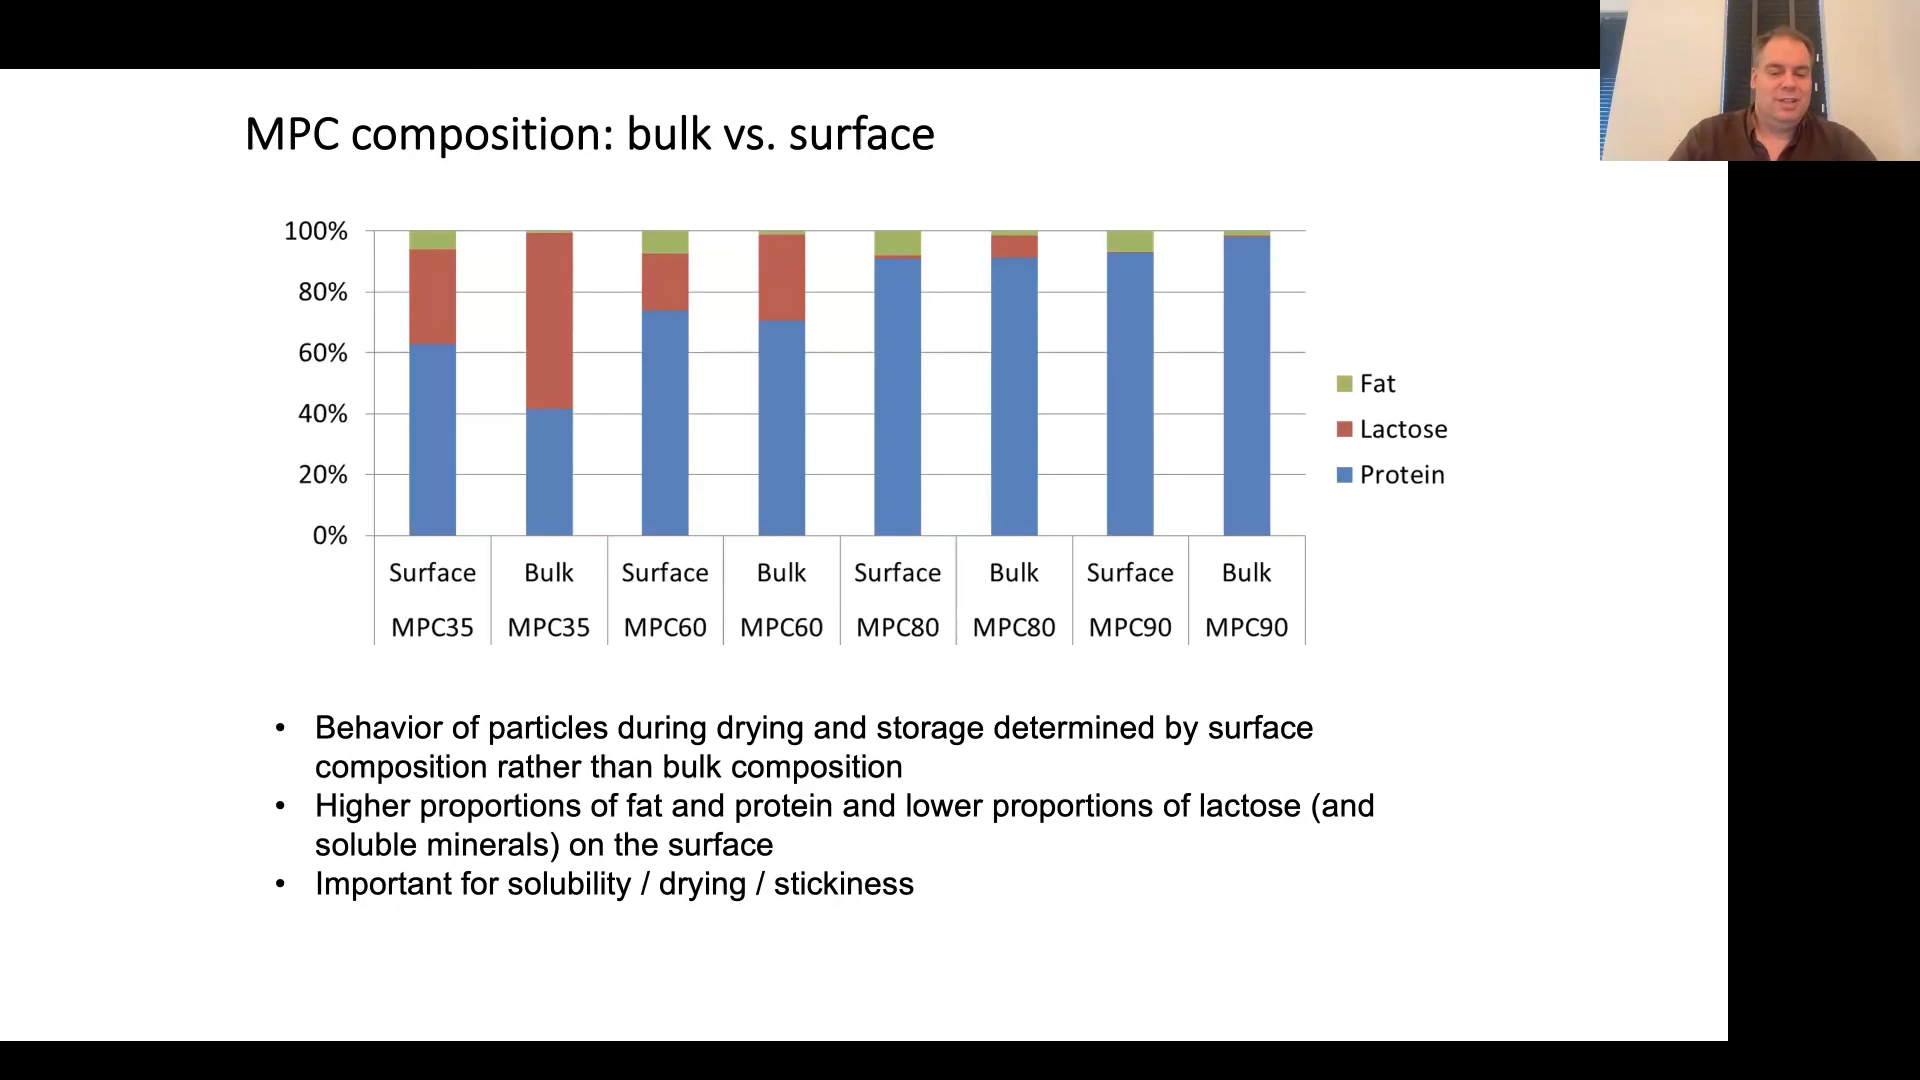 MPC composition: bulk vs. surface
100%
80%
60%
40%
20%
0%
Fat
Lactose
Protein
Surface Bulk Surface Bulk Surface Bulk Surface Bulk
MPC35 MPC35 MPC60 MPC60 MPC80 MPC80 MPC90 MPC90
• Behavior of particles during drying and storage determined by surface
composition rather than bulk composition
• Higher proportions of fat and protein and lower proportions of lactose (and
soluble minerals) on the surface
• Important for solubility / drying / stickiness